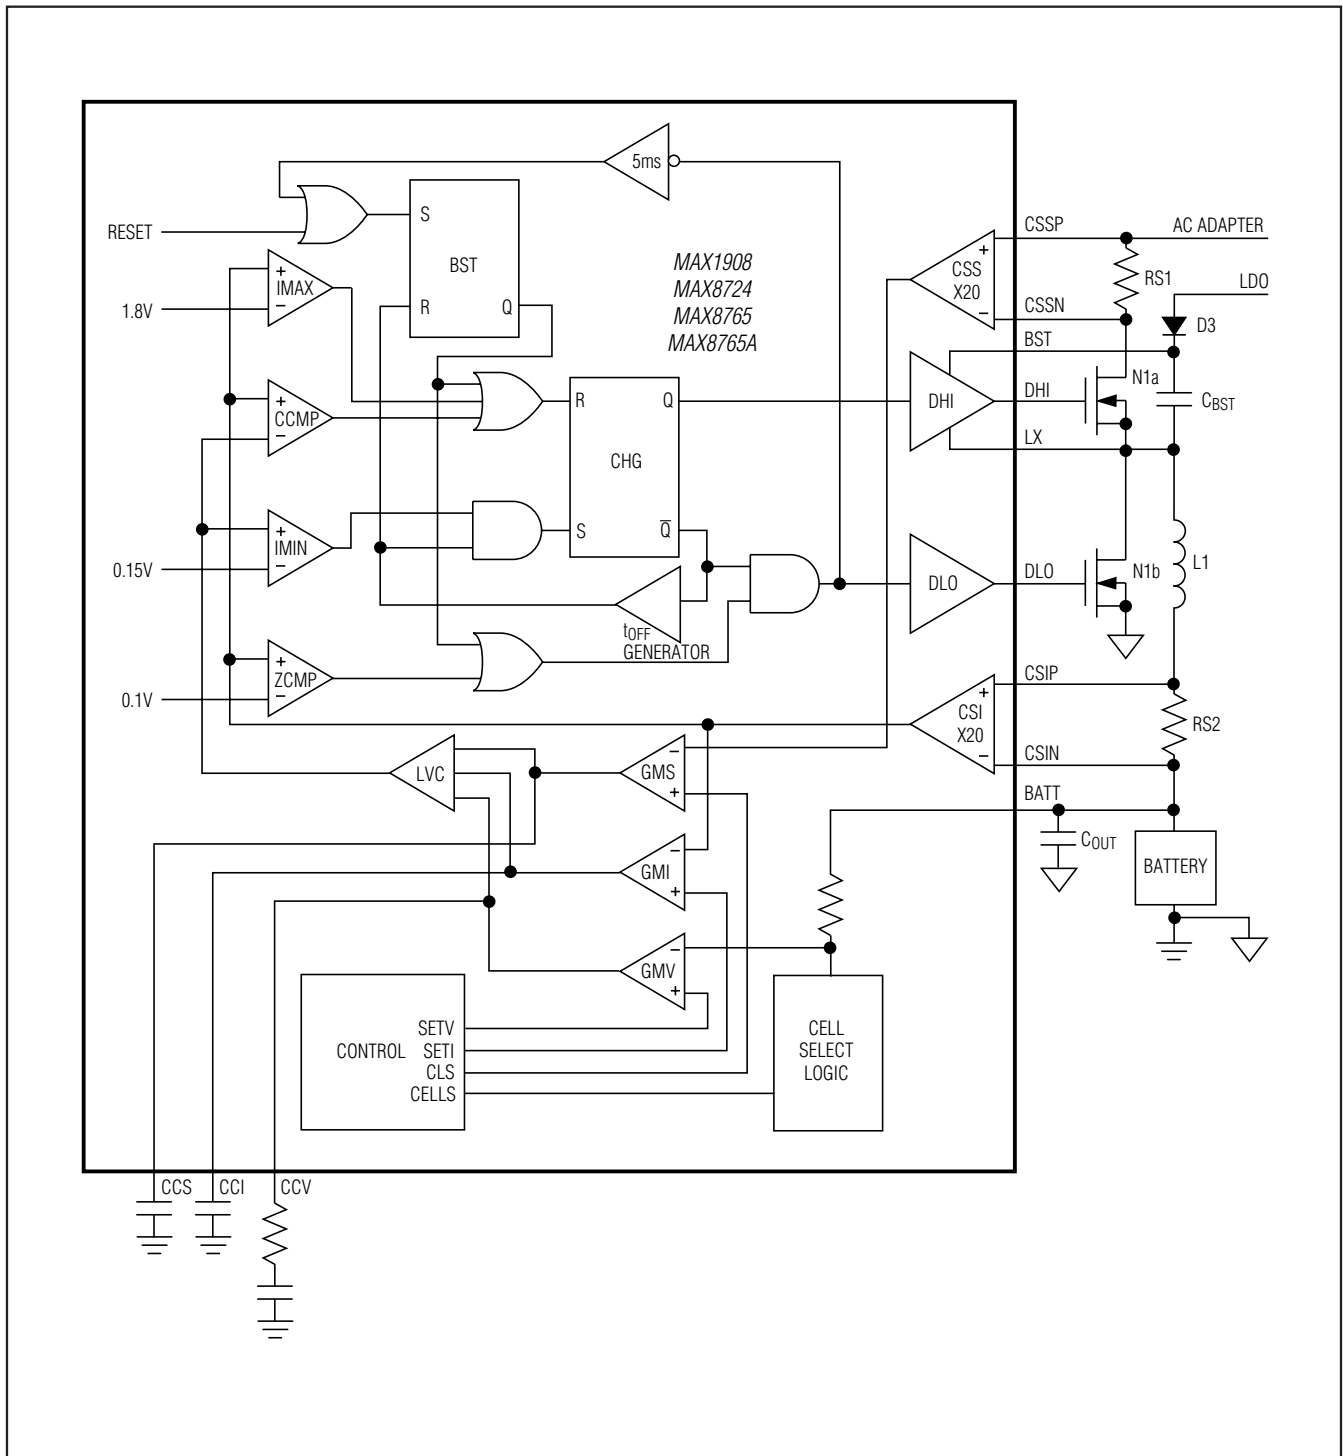 5ms
RESET
S
BST
R
Q
MAX1908
MAX8724
MAX8765
MAX8765A
CSSP
AC ADAPTER
+
CSS
X20
−
RS1
LDO
CSSN
D3
BST
+
IMAX
−
1.8V
N1a
DHI
DHI
CBST
LX
+
CCMP
−
R
Q
CHG
S
Q
+
IMIN
−
0.15V
tOFF
GENERATOR
DLO
DLO
N1b
L1
+
ZCMP
−
0.1V
CSIP
+
CSI
X20
−
RS2
CSIN
LVC
−
GMS
+
BATT
COUT
BATTERY
−
GMI
+
−
GMV
+
CONTROL
SETV
SETI
CLS
CELLS
CELL
SELECT
LOGIC
CCS
CCI
CCV